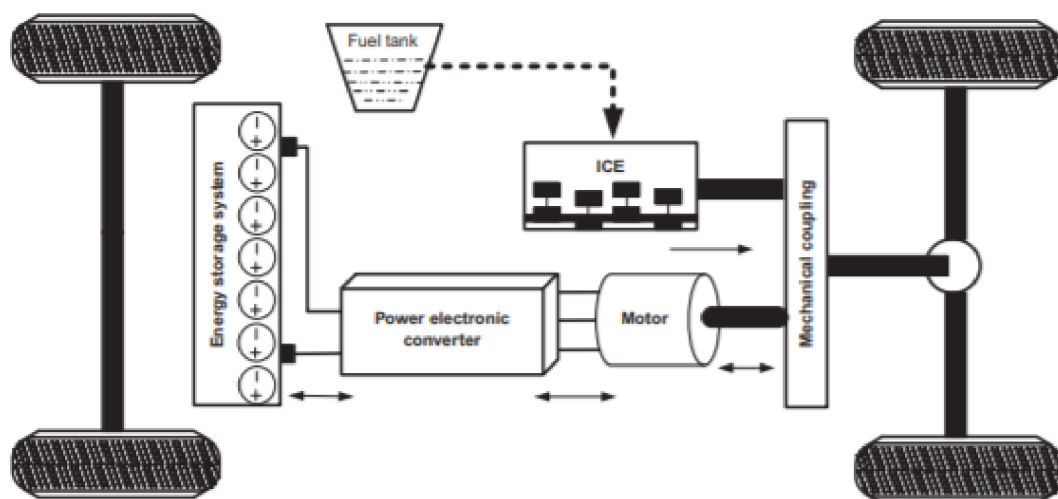 Fuel tank
ICE
Energy storage system
Power electronic
converter
Motor
Mechanical coupling